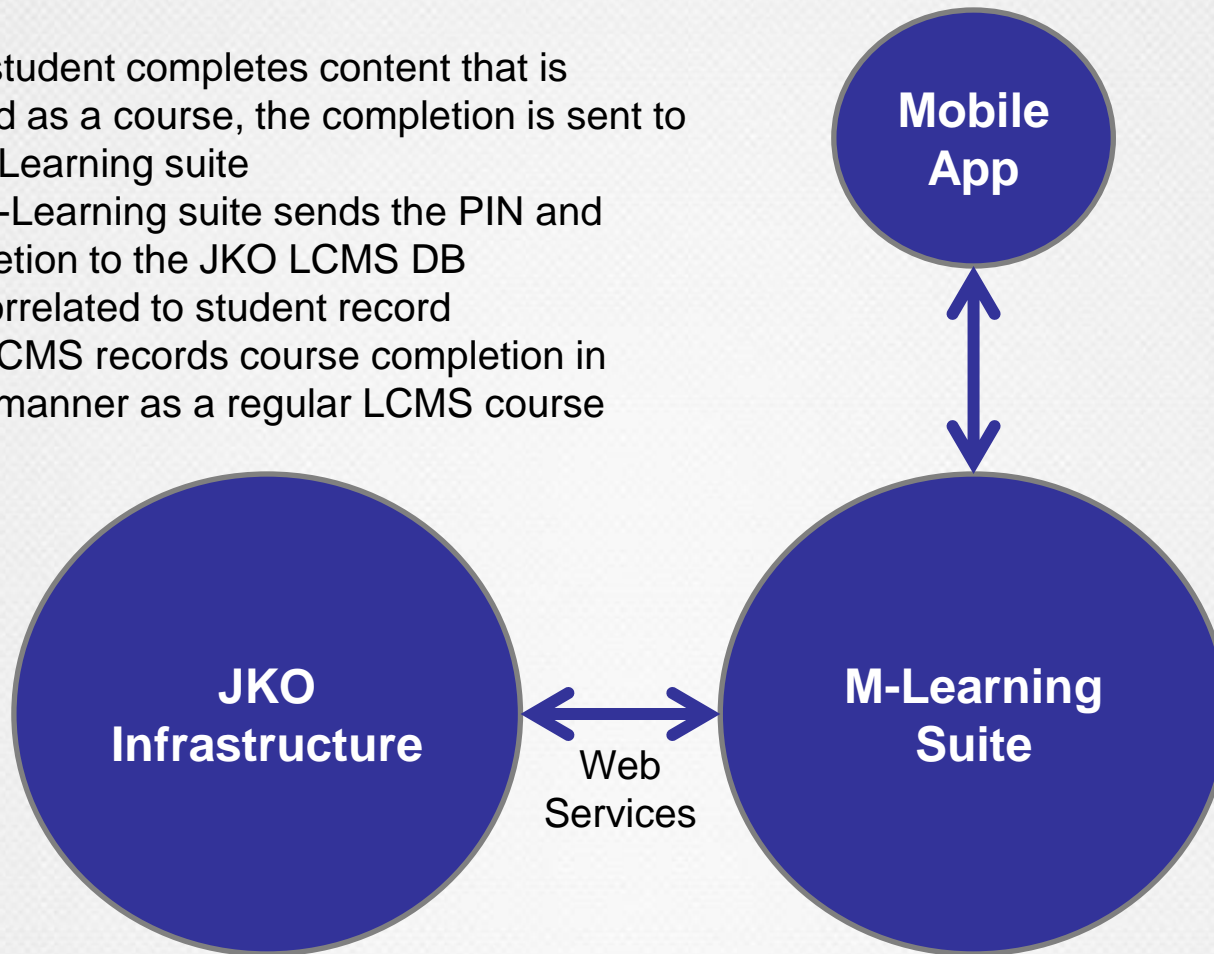 student completes content that is
d as a course, the completion is sent to
Learning suite
-Learning suite sends the PIN and
etion to the JKO LCMS DB
orrelated to student record
CMS records course completion in
manner as a regular LCMS course
Mobile
App
JKO
Infrastructure
Web
Services
M-Learning
Suite